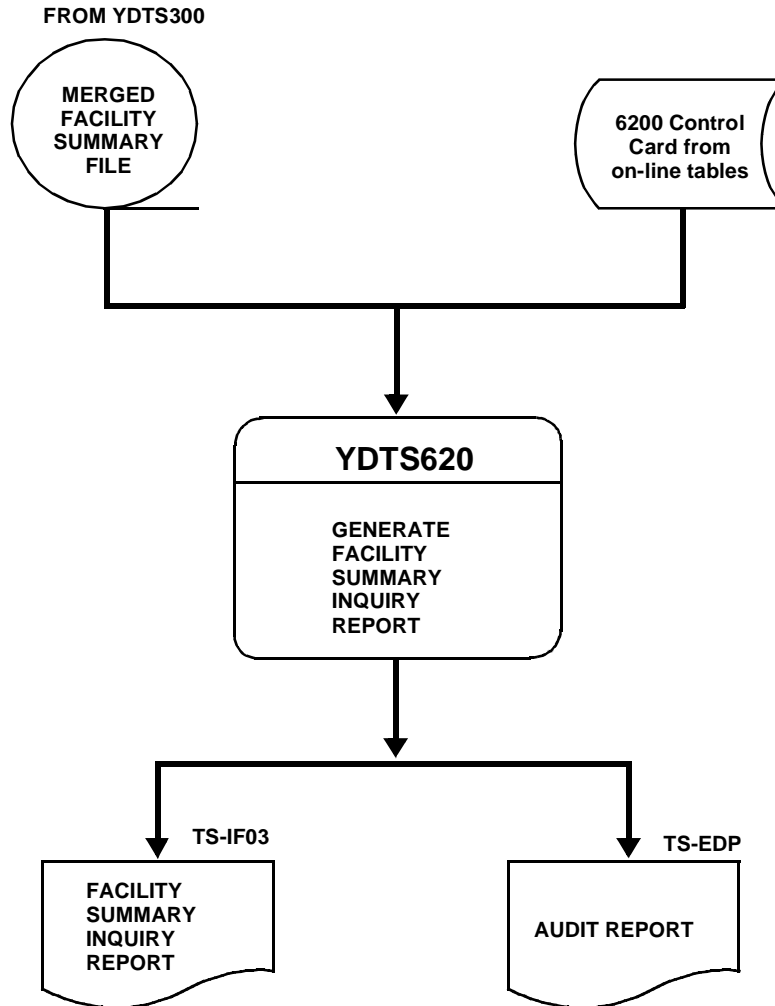 FROM YDTS300
MERGED
FACILITY
SUMMARY
FILE
6200 Control
Card from
on-line tables
YDTS620
GENERATE
FACILITY
SUMMARY
INQUIRY
REPORT
TS-IF03
FACILITY
SUMMARY
INQUIRY
REPORT
TS-EDP
AUDIT REPORT